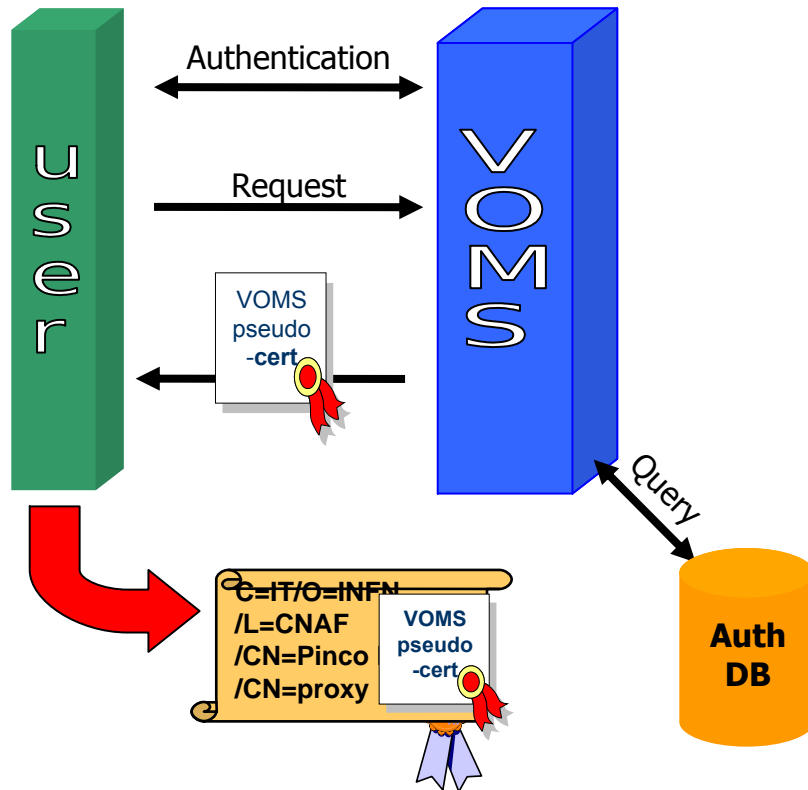 Authentication
user
VOMS
Request
VOMS
pseudo
-cert
Query
C=IT/O=INFN
/L=CNAF
/CN=Pinco
/CN=proxy
VOMS
pseudo
-cert
Auth
DB